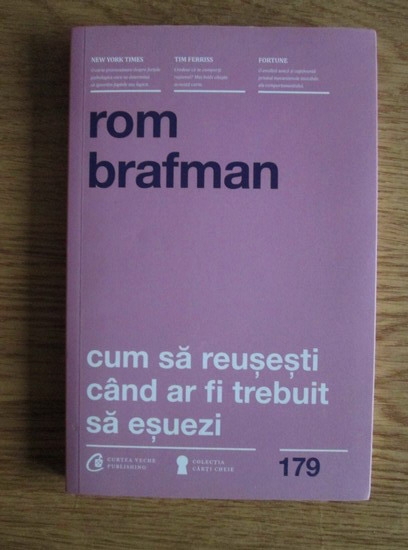 NEW YORK TIMES
TIM FERRISS
FORTUNE
rom
brafman
cum să reușești
când ar fi trebuit
să eșuezi
CURTEA VECHE
PUBLISHING
COLECȚIA
CĂRȚI CHEIE
179